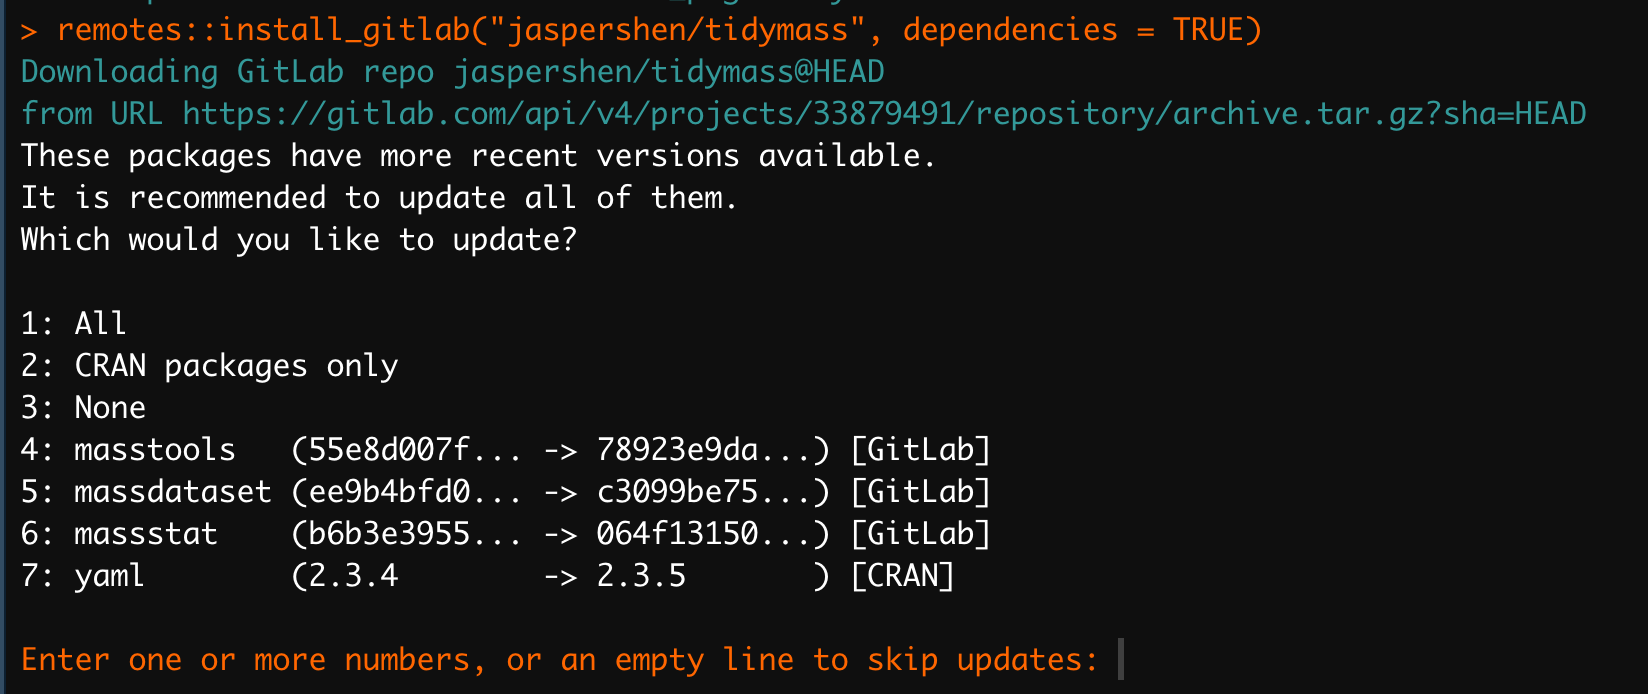 > remotes::install_gitlab("jaspershen/tidymass", dependencies = TRUE)
Downloading GitLab repo jaspershen/tidymass@HEAD
from URL https://gitlab.com/api/v4/projects/33879491/repository/archive.tar.gz?sha=HEAD
These packages have more recent versions available.
It is recommended to update all of them.
Which would you like to update?

1: All
2: CRAN packages only
3: None
4: masstools   (55e8d007f... -> 78923e9da...) [GitLab]
5: massdataset (ee9b4bfd0... -> c3099be75...) [GitLab]
6: massstat    (b6b3e3955... -> 064f13150...) [GitLab]
7: yaml        (2.3.4        -> 2.3.5       ) [CRAN]

Enter one or more numbers, or an empty line to skip updates: